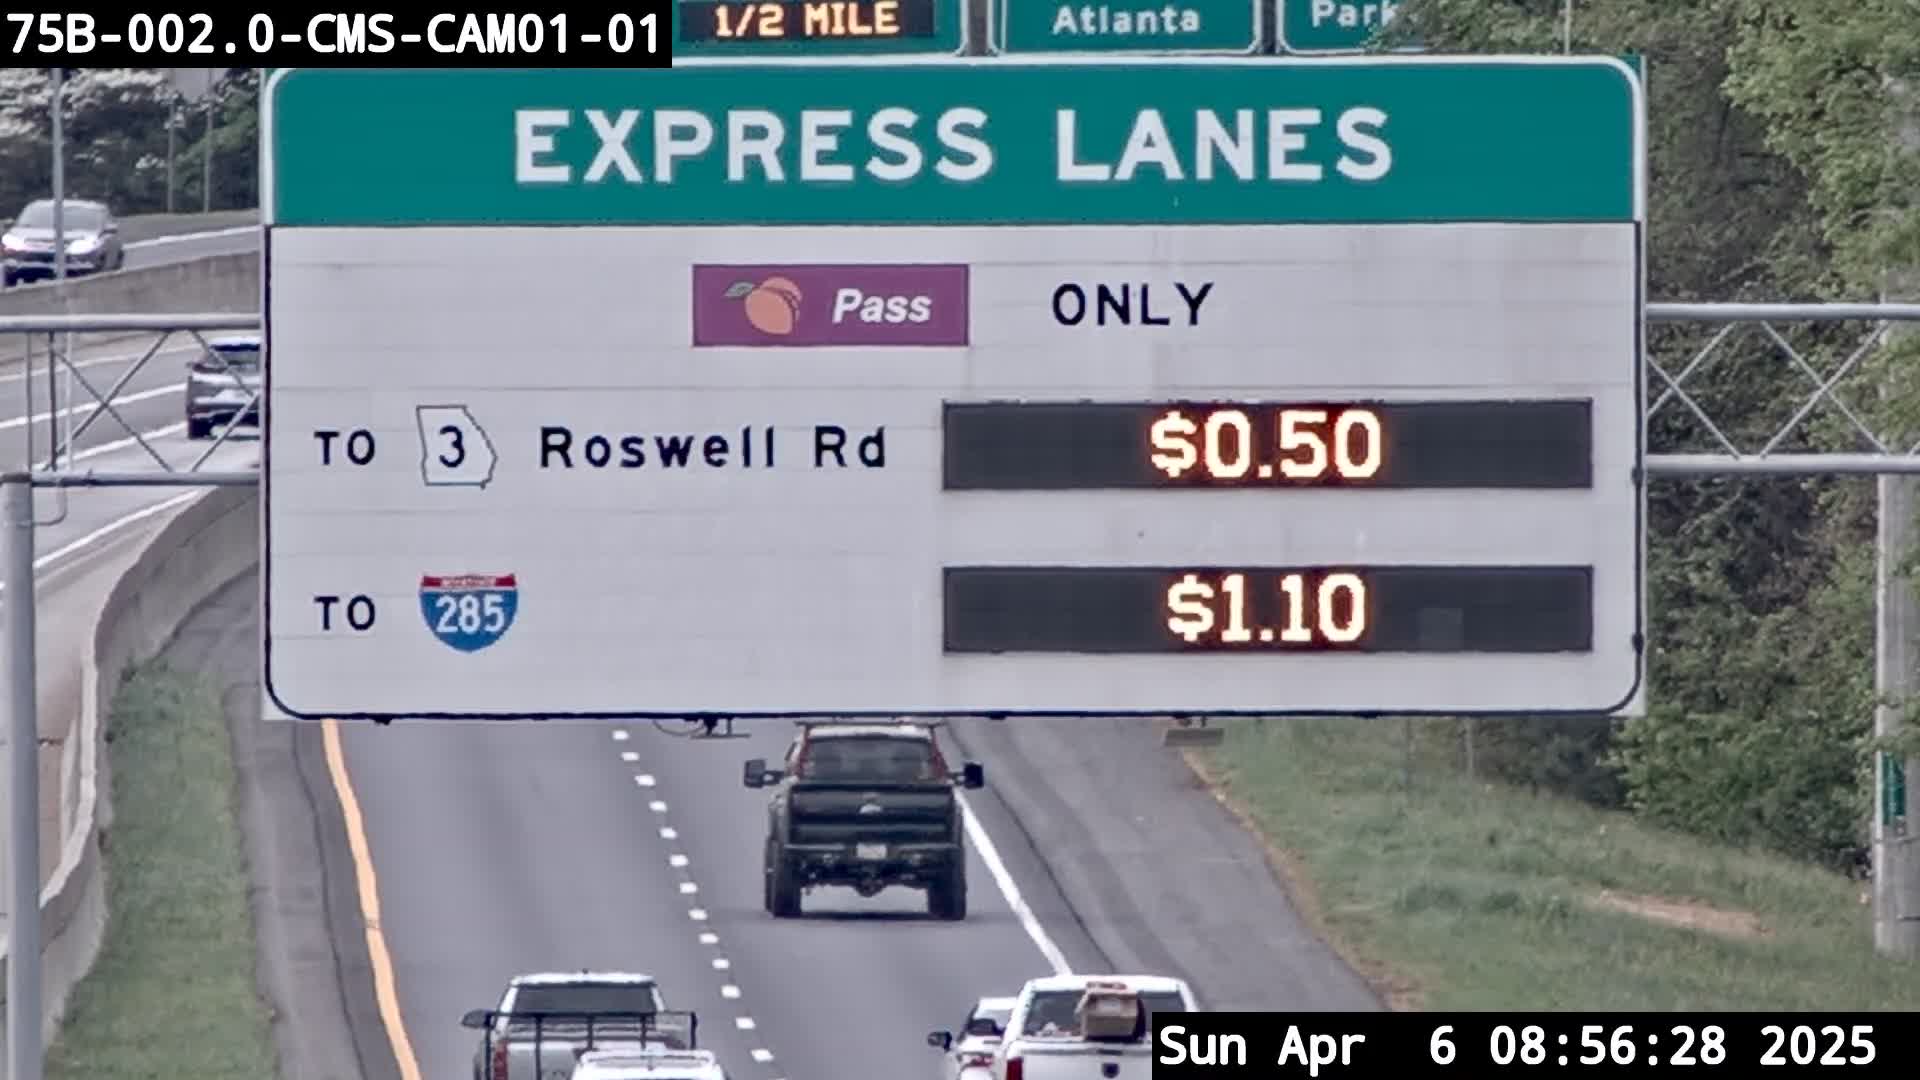 75B-002.0-CMS-CAM01-01
1/2 MILE
Atlanta
Park
EXPRESS LANES
Pass ONLY
TO 3 Roswell Rd $0.50
TO 285 $1.10
Sun Apr 6 08:56:28 2025